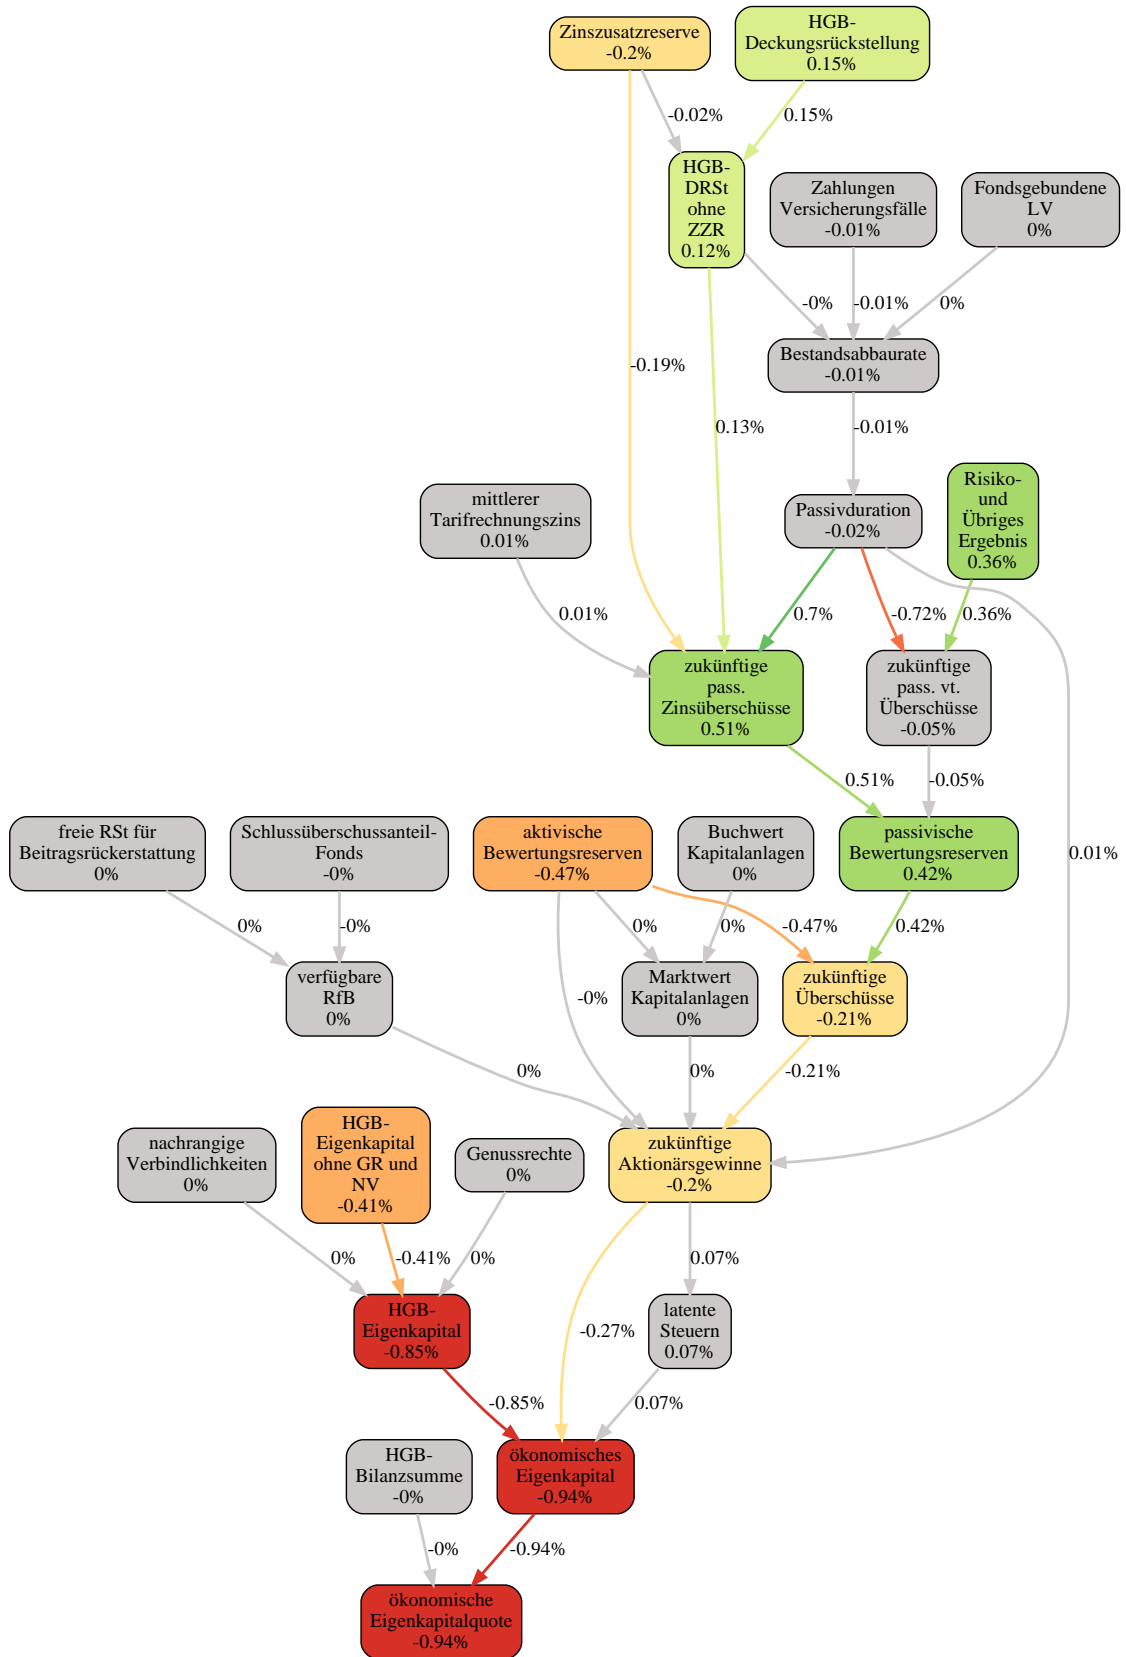 Zinszusatzreserve
-0.2%
HGB-
Deckungsrückstellung
0.15%
-0.02%
0.15%
HGB-
DRSt
ohne
ZZR
0.12%
Zahlungen
Versicherungsfälle
-0.01%
Fondsgebundene
LV
0%
-0%
-0.01%
0%
Bestandsabbaurate
-0.01%
-0.19%
0.13%
-0.01%
mittlerer
Tarifrechnungszins
0.01%
Passivduration
-0.02%
Risiko-
und
Übriges
Ergebnis
0.36%
0.01%
0.7%
-0.72%
0.36%
zukünftige
pass.
Zinsüberschüsse
0.51%
zukünftige
pass. vt.
Überschüsse
-0.05%
0.51%
-0.05%
freie RSt für
Beitragsrückerstattung
0%
Schlussüberschussanteil-
Fonds
-0%
aktivische
Bewertungsreserven
-0.47%
Buchwert
Kapitalanlagen
0%
passivische
Bewertungsreserven
0.42%
0.01%
0%
-0%
0%
0%
-0.47%
0.42%
verfügbare
RfB
0%
-0%
Marktwert
Kapitalanlagen
0%
zukünftige
Überschüsse
-0.21%
0%
0%
-0.21%
nachrangige
Verbindlichkeiten
0%
HGB-
Eigenkapital
ohne GR und
NV
-0.41%
Genussrechte
0%
zukünftige
Aktionärsgewinne
-0.2%
0%
-0.41%
0%
0.07%
HGB-
Eigenkapital
-0.85%
-0.27%
latente
Steuern
0.07%
-0.85%
0.07%
HGB-
Bilanzsumme
-0%
ökonomisches
Eigenkapital
-0.94%
-0%
-0.94%
ökonomische
Eigenkapitalquote
-0.94%